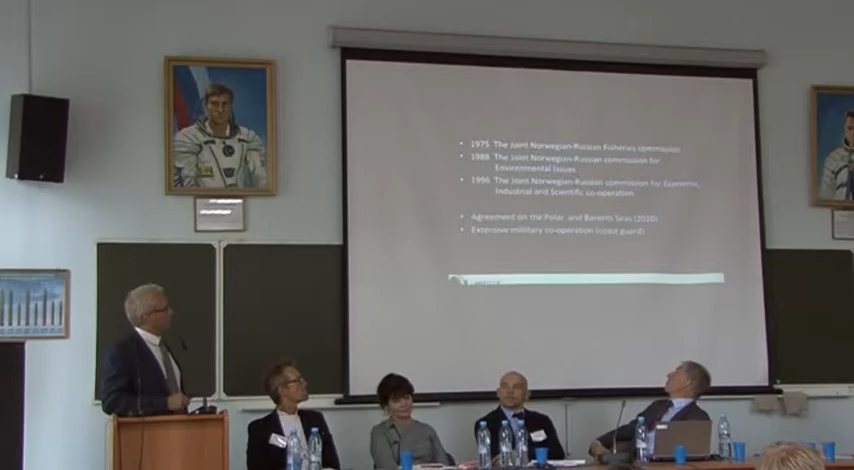 • 1975 The Joint Norwegian-Russian Fisheries commission
• 1988 The Joint Norwegian-Russian commission for
Environmental Issues
• 1996 The Joint Norwegian-Russian commission for Economic,
Industrial and Scientific co-operation
• Agreement on the Polar and Barents Seas (2010)
• Extensive military co-operation (coast guard)